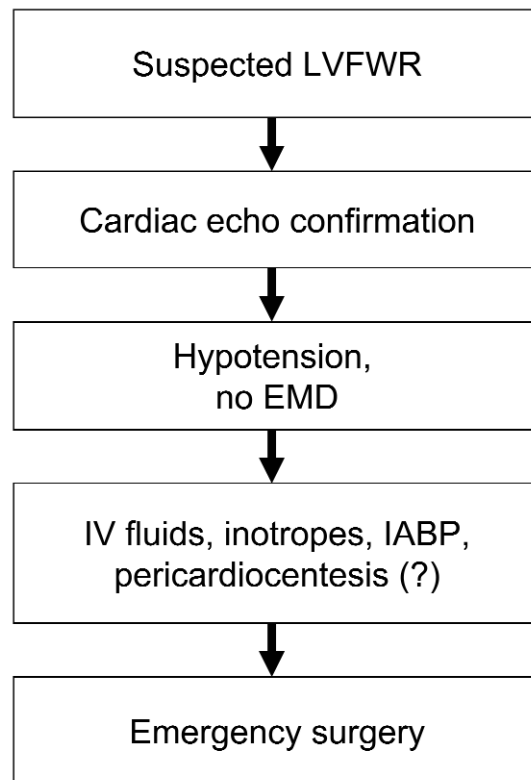 Suspected LVFWR
Cardiac echo confirmation
Hypotension,
no EMD
IV fluids, inotropes, IABP,
pericardiocentesis (?)
Emergency surgery